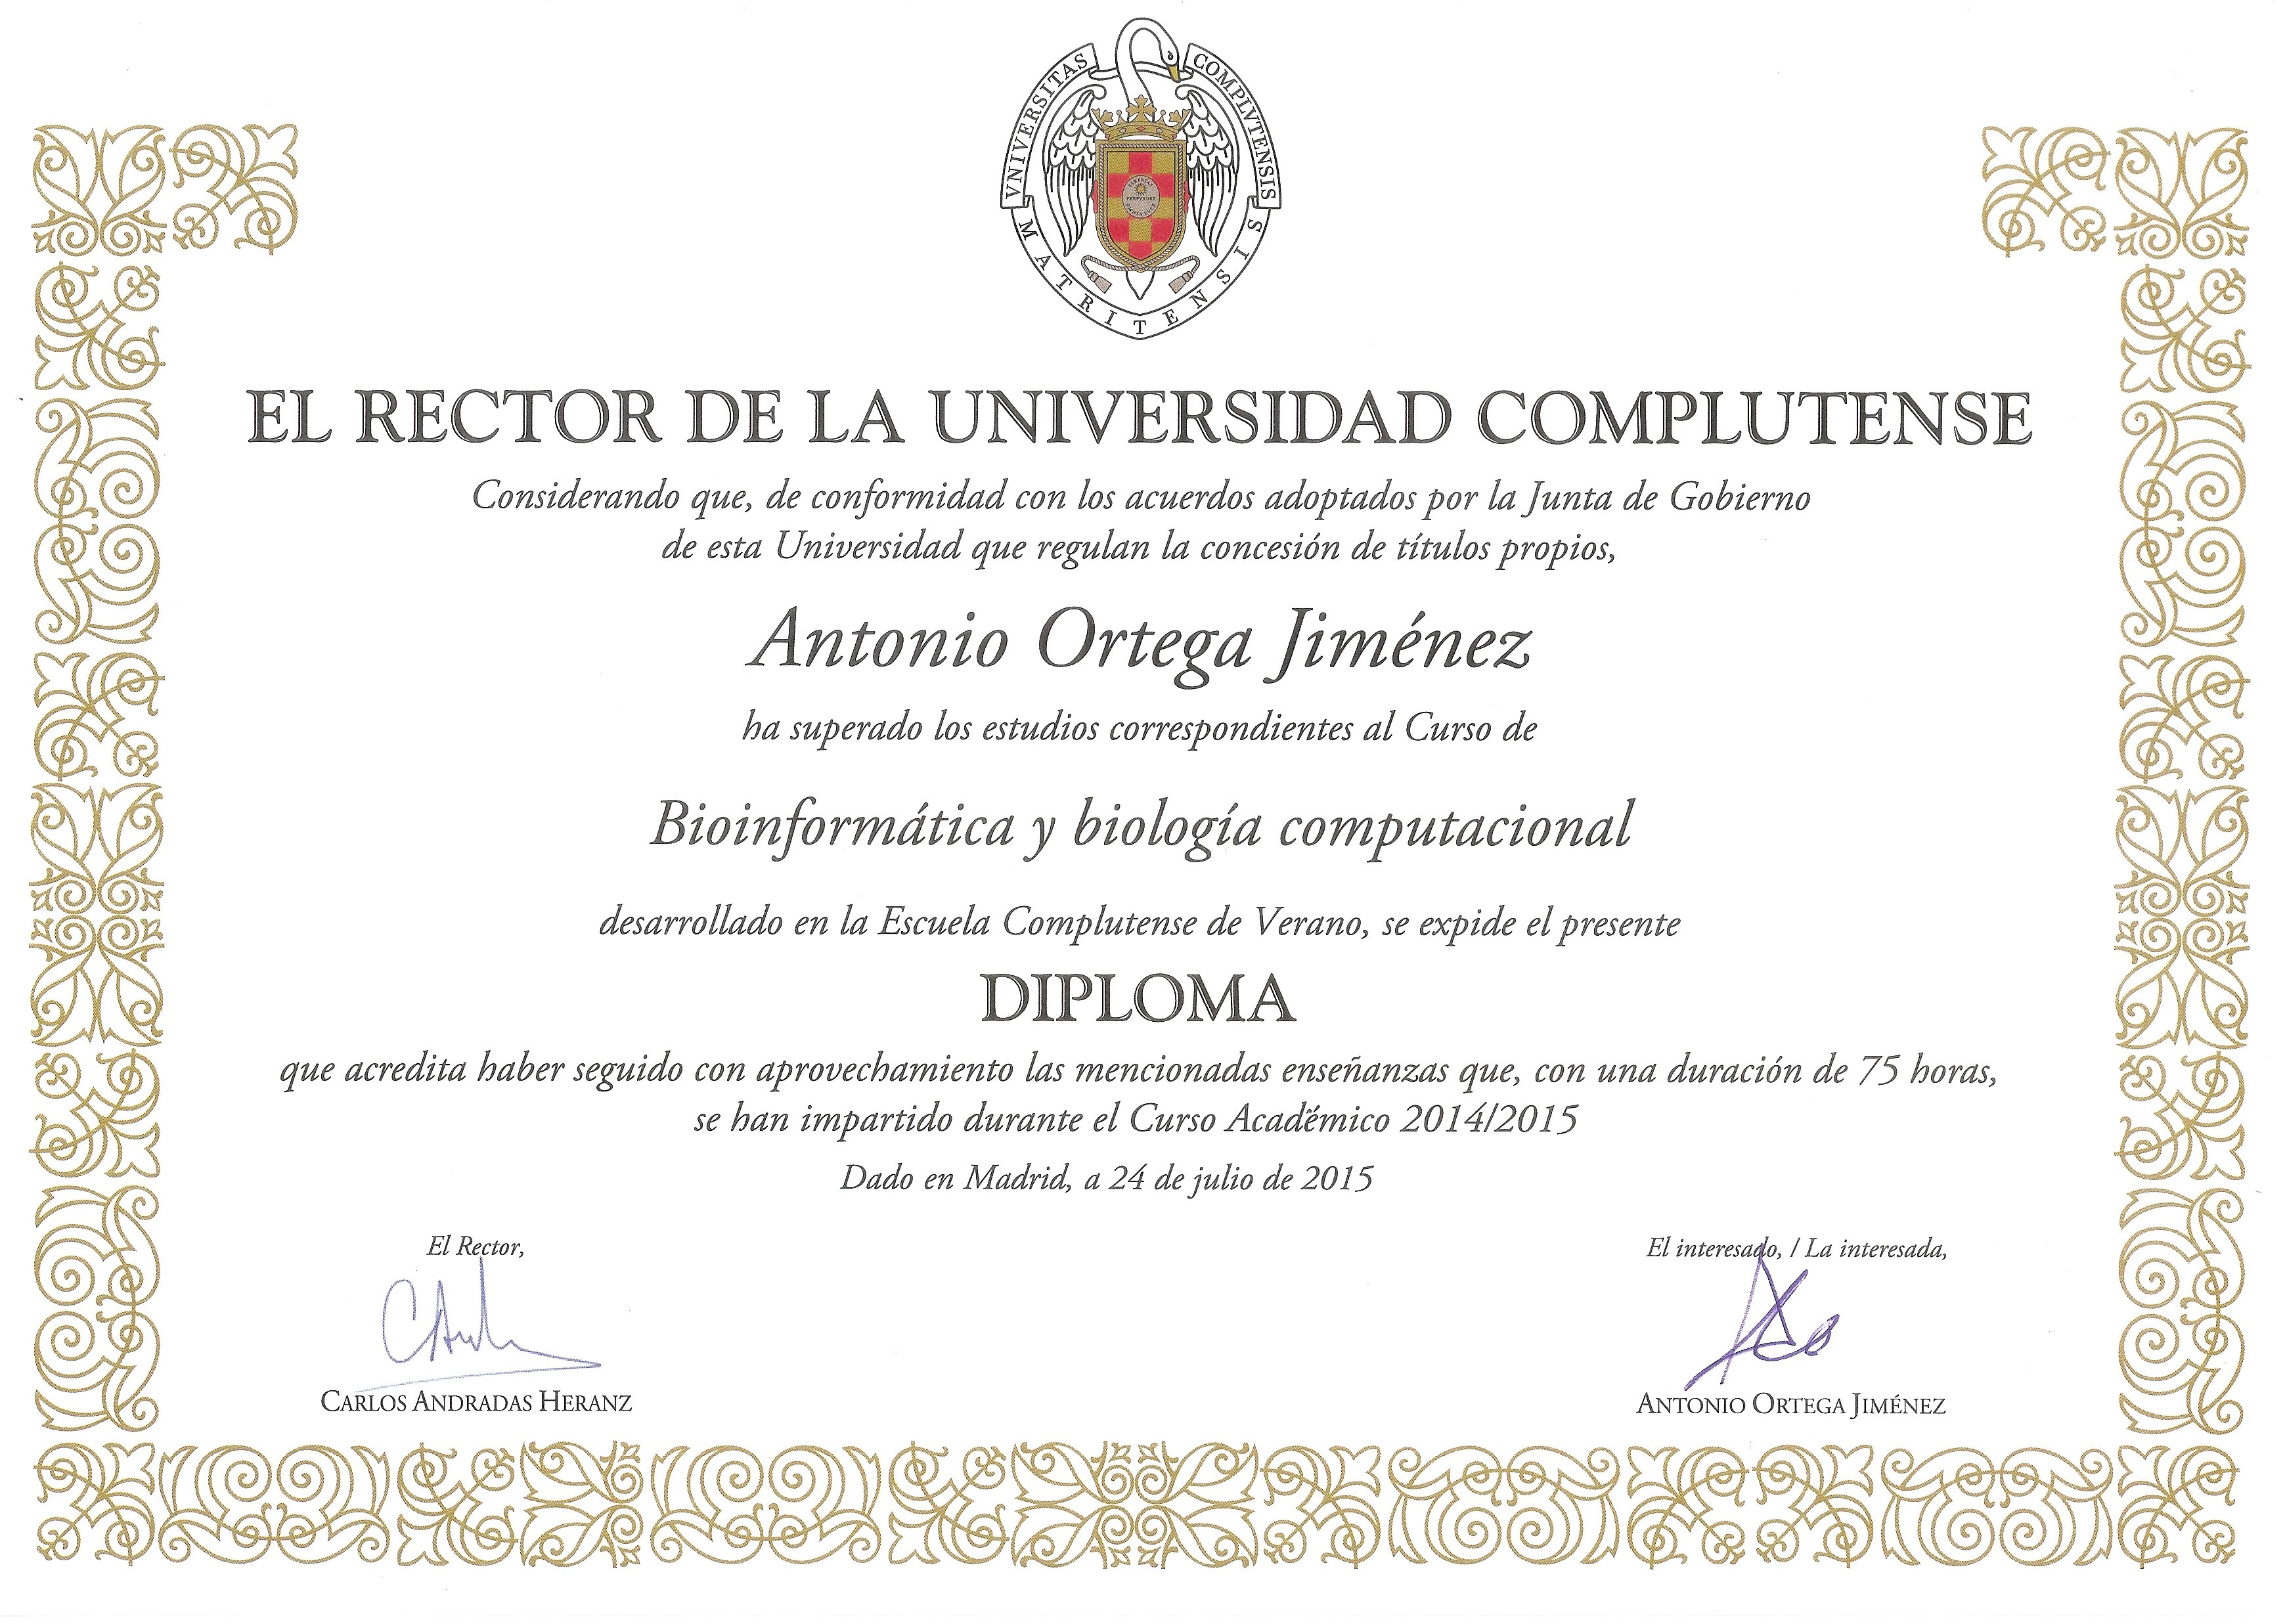 VNIVERSITAS COMPLVTENSIS
MATRITENSIS
LIBERTAS
PERFVNDET
OMNIA LVCE
EL RECTOR DE LA UNIVERSIDAD COMPLUTENSE
Considerando que, de conformidad con los acuerdos adoptados por la Junta de Gobierno
de esta Universidad que regulan la concesión de títulos propios,
Antonio Ortega Jiménez
ha superado los estudios correspondientes al Curso de
Bioinformática y biología computacional
desarrollado en la Escuela Complutense de Verano, se expide el presente
DIPLOMA
que acredita haber seguido con aprovechamiento las mencionadas enseñanzas que, con una duración de 75 horas,
se han impartido durante el Curso Académico 2014/2015
Dado en Madrid, a 24 de julio de 2015
El Rector,
El interesado, / La interesada,
CARLOS ANDRADAS HERANZ
ANTONIO ORTEGA JIMÉNEZ